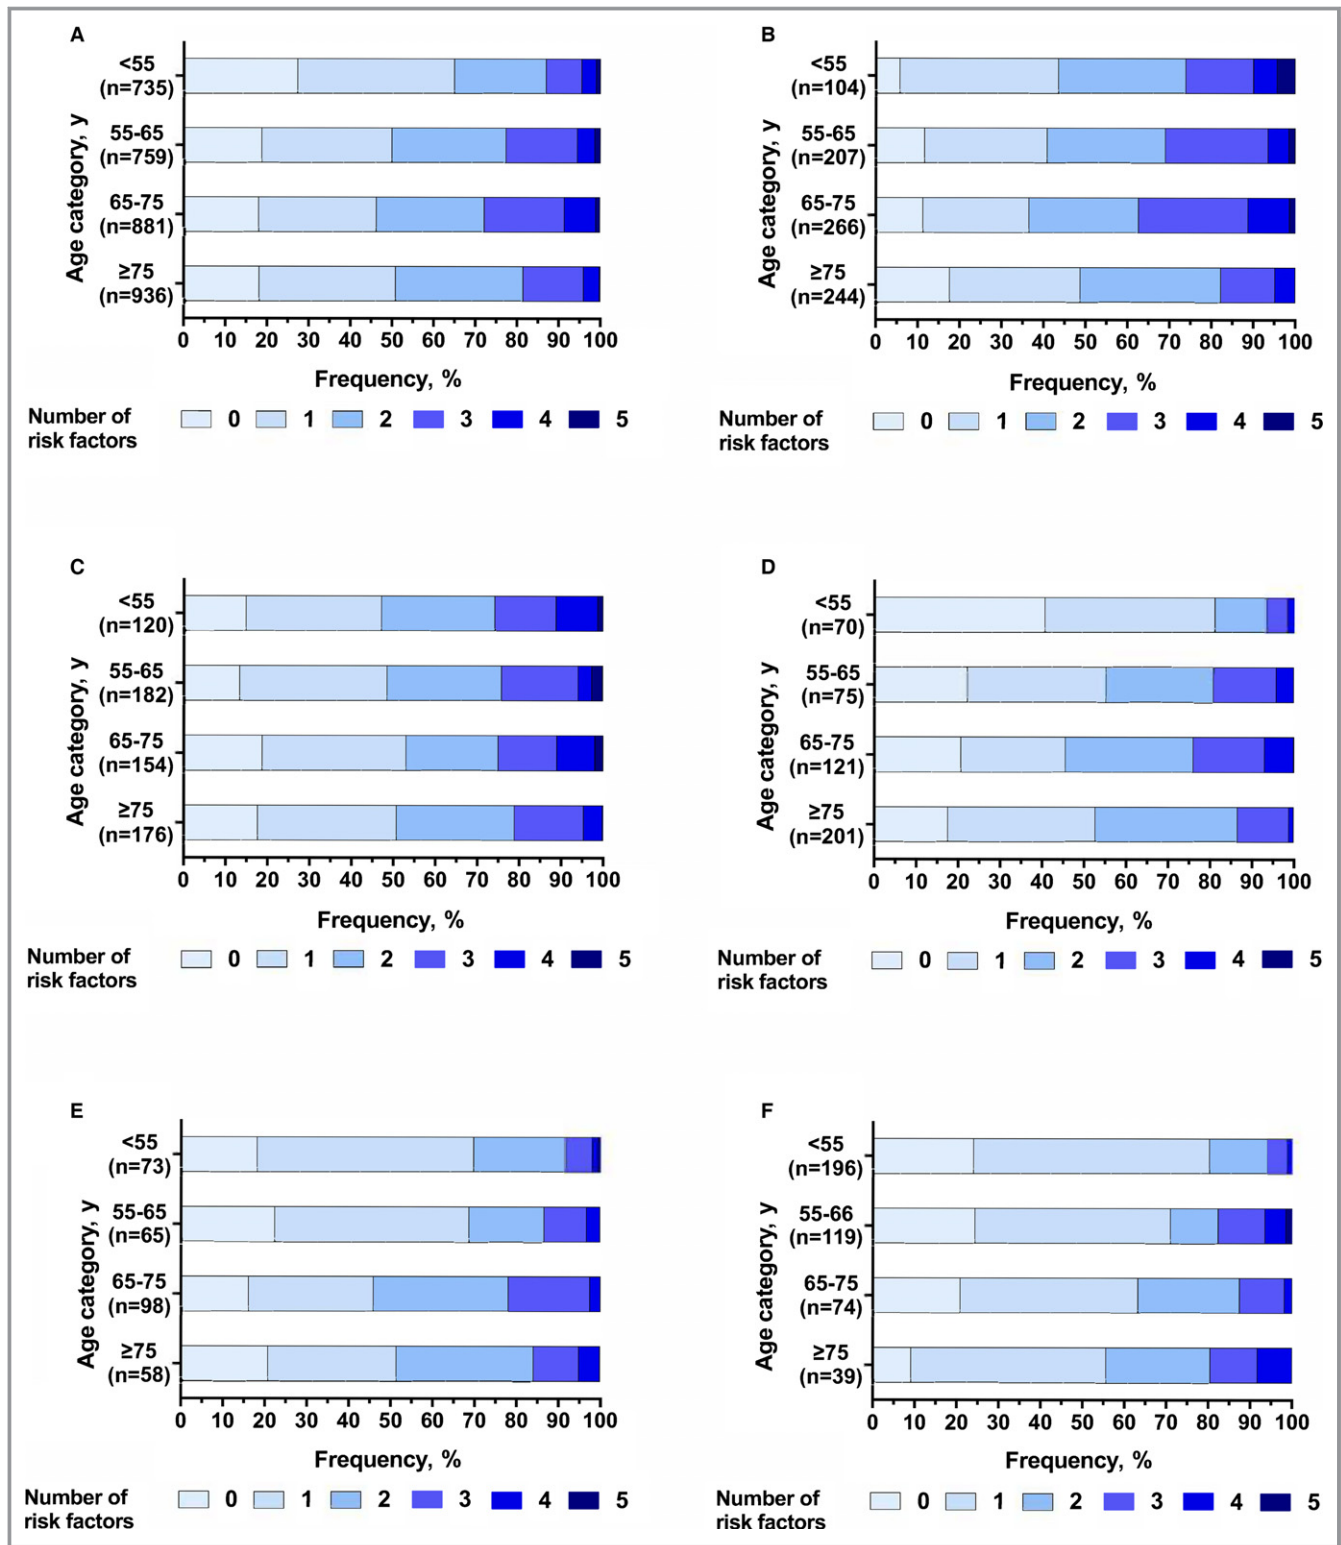 A
Age category, y
<55
(n=735)
55-65
(n=759)
65-75
(n=881)
≥75
(n=936)
0 10 20 30 40 50 60 70 80 90 100
Frequency, %
Number of
risk factors
0 1 2 3 4 5
B
Age category, y
<55
(n=104)
55-65
(n=207)
65-75
(n=266)
≥75
(n=244)
0 10 20 30 40 50 60 70 80 90 100
Frequency, %
Number of
risk factors
0 1 2 3 4 5
C
Age category, y
<55
(n=120)
55-65
(n=182)
65-75
(n=154)
≥75
(n=176)
0 10 20 30 40 50 60 70 80 90 100
Frequency, %
Number of
risk factors
0 1 2 3 4 5
D
Age category, y
<55
(n=70)
55-65
(n=75)
65-75
(n=121)
≥75
(n=201)
0 10 20 30 40 50 60 70 80 90 100
Frequency, %
Number of
risk factors
0 1 2 3 4 5
E
Age category, y
<55
(n=73)
55-65
(n=65)
65-75
(n=98)
≥75
(n=58)
0 10 20 30 40 50 60 70 80 90 100
Frequency, %
Number of
risk factors
0 1 2 3 4 5
F
Age category, y
<55
(n=196)
55-66
(n=119)
65-75
(n=74)
≥75
(n=39)
0 10 20 30 40 50 60 70 80 90 100
Frequency, %
Number of
risk factors
0 1 2 3 4 5